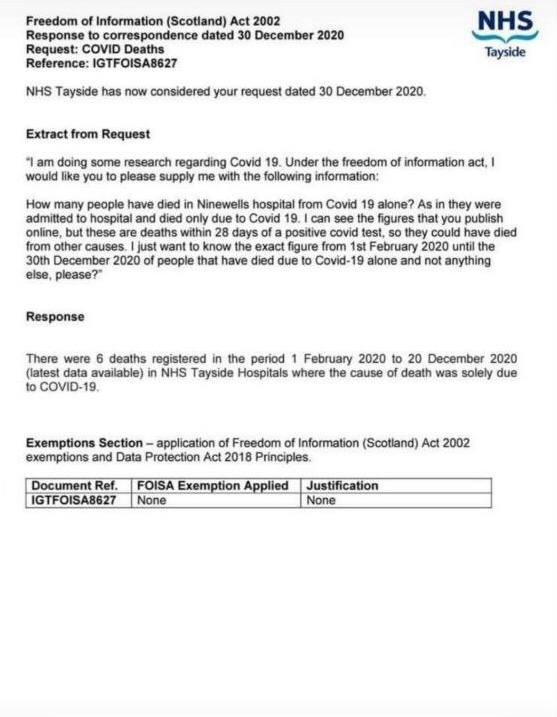 Freedom of Information (Scotland) Act 2002
Response to correspondence dated 30 December 2020
Request: COVID Deaths
Reference: IGTFOISA8627
NHS
Tayside
NHS Tayside has now considered your request dated 30 December 2020.
Extract from Request
"I am doing some research regarding Covid 19. Under the freedom of information act, I
would like you to please supply me with the following information:
How many people have died in Ninewells hospital from Covid 19 alone? As in they were
admitted to hospital and died only due to Covid 19. I can see the figures that you publish
online, but these are deaths within 28 days of a positive covid test, so they could have died
from other causes. I just want to know the exact figure from 1st February 2020 until the
30th December 2020 of people that have died due to Covid-19 alone and not anything
else, please?"
Response
There were 6 deaths registered in the period 1 February 2020 to 20 December 2020
(latest data available) in NHS Tayside Hospitals where the cause of death was solely due
to COVID-19.
Exemptions Section – application of Freedom of Information (Scotland) Act 2002
exemptions and Data Protection Act 2018 Principles.
Document Ref. FOISA Exemption Applied Justification
IGTFOISA8627 None None